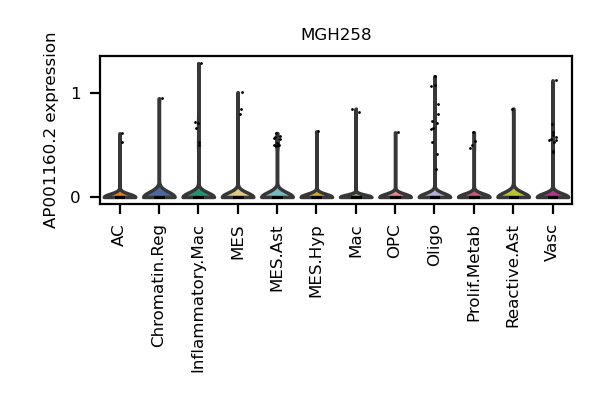 MGH258
AP001160.2 expression
1
0
AC
Chromatin.Reg
Inflammatory.Mac
MES
MES.Ast
MES.Hyp
Mac
OPC
Oligo
Prolif.Metab
Reactive.Ast
Vasc